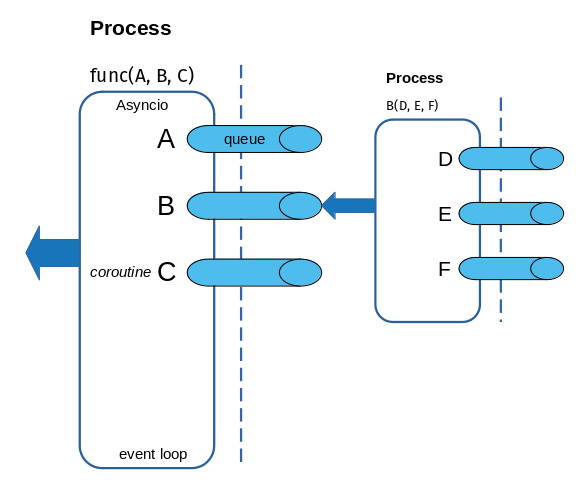 Process
func(A, B, C)
Asyncio
A
queue
B
coroutine C
event loop
Process
B(D, E, F)
D
E
F